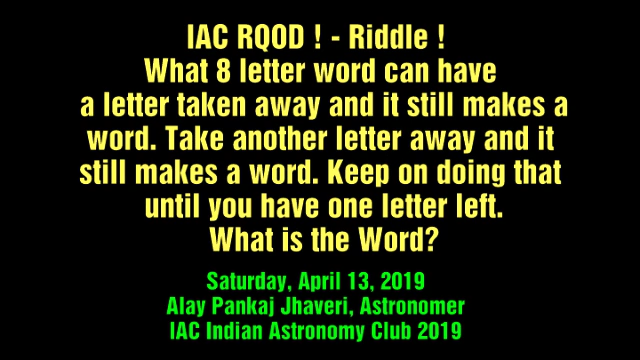 IAC RQOD ! - Riddle !
What 8 letter word can have
a letter taken away and it still makes a
word. Take another letter away and it
still makes a word. Keep on doing that
until you have one letter left.
What is the Word?
Saturday, April 13, 2019
Alay Pankaj Jhaveri, Astronomer
IAC Indian Astronomy Club 2019